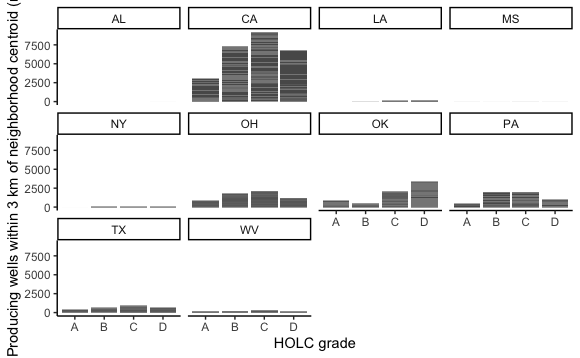 Producing wells within 3 km of neighborhood centroid (
AL CA LA MS
7500
5000
2500
0
NY OH OK PA
7500
5000
2500
0
A B C D A B C D
TX WV
7500
5000
2500
0
A B C D A B C D
HOLC grade